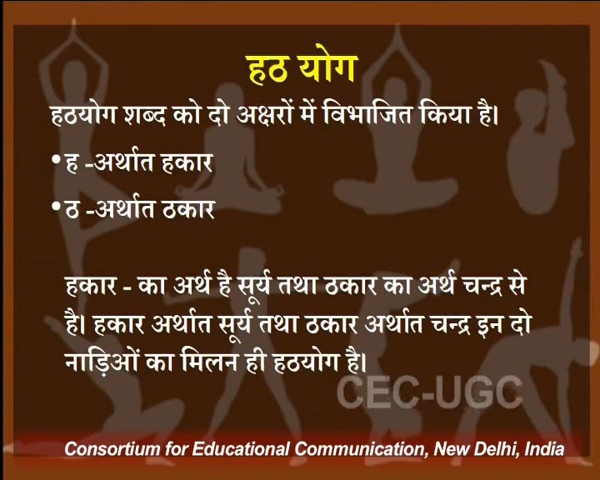 हठ योग
हठयोग शब्द को दो अक्षरों में विभाजित किया है।
•ह -अर्थात हकार
•ठ -अर्थात ठकार
हकार - का अर्थ है सूर्य तथा ठकार का अर्थ चन्द्र से
है। हकार अर्थात सूर्य तथा ठकार अर्थात चन्द्र इन दो
नाड़िओं का मिलन ही हठयोग है।
CEC-UGC
Consortium for Educational Communication, New Delhi, India